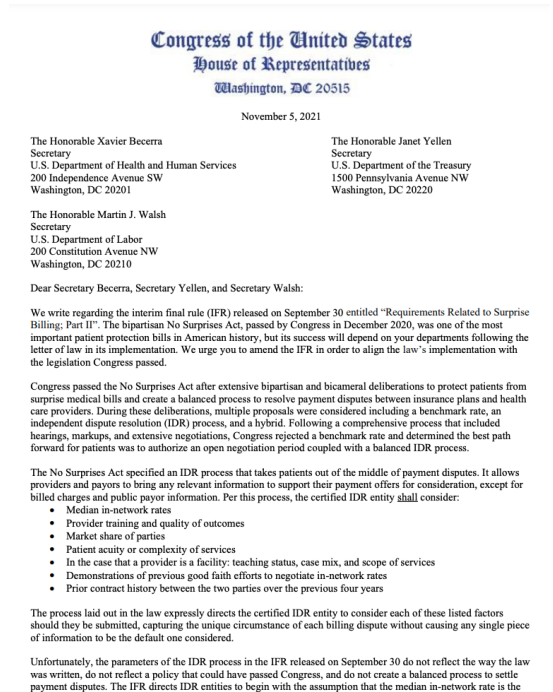 Congress of the United States
House of Representatives
Washington, DC 20515
November 5, 2021
The Honorable Xavier Becerra
Secretary
U.S. Department of Health and Human Services
200 Independence Avenue SW
Washington, DC 20201
The Honorable Janet Yellen
Secretary
U.S. Department of the Treasury
1500 Pennsylvania Avenue NW
Washington, DC 20220
The Honorable Martin J. Walsh
Secretary
U.S. Department of Labor
200 Constitution Avenue NW
Washington, DC 20210
Dear Secretary Becerra, Secretary Yellen, and Secretary Walsh:
We write regarding the interim final rule (IFR) released on September 30 entitled “Requirements Related to Surprise
Billing; Part II”. The bipartisan No Surprises Act, passed by Congress in December 2020, was one of the most
important patient protection bills in American history, but its success will depend on your departments following the
letter of law in its implementation. We urge you to amend the IFR in order to align the law’s implementation with
the legislation Congress passed.
Congress passed the No Surprises Act after extensive bipartisan and bicameral deliberations to protect patients from
surprise medical bills and create a balanced process to resolve payment disputes between insurance plans and health
care providers. During these deliberations, multiple proposals were considered including a benchmark rate, an
independent dispute resolution (IDR) process, and a hybrid. Following a comprehensive process that included
hearings, markups, and extensive negotiations, Congress rejected a benchmark rate and determined the best path
forward for patients was to authorize an open negotiation period coupled with a balanced IDR process.
The No Surprises Act specified an IDR process that takes patients out of the middle of payment disputes. It allows
providers and payors to bring any relevant information to support their payment offers for consideration, except for
billed charges and public payor information. Per this process, the certified IDR entity shall consider:
• Median in-network rates
• Provider training and quality of outcomes
• Market share of parties
• Patient acuity or complexity of services
• In the case that a provider is a facility: teaching status, case mix, and scope of services
• Demonstrations of previous good faith efforts to negotiate in-network rates
• Prior contract history between the two parties over the previous four years
The process laid out in the law expressly directs the certified IDR entity to consider each of these listed factors
should they be submitted, capturing the unique circumstance of each billing dispute without causing any single piece
of information to be the default one considered.
Unfortunately, the parameters of the IDR process in the IFR released on September 30 do not reflect the way the law
was written, do not reflect a policy that could have passed Congress, and do not create a balanced process to settle
payment disputes. The IFR directs IDR entities to begin with the assumption that the median in-network rate is the